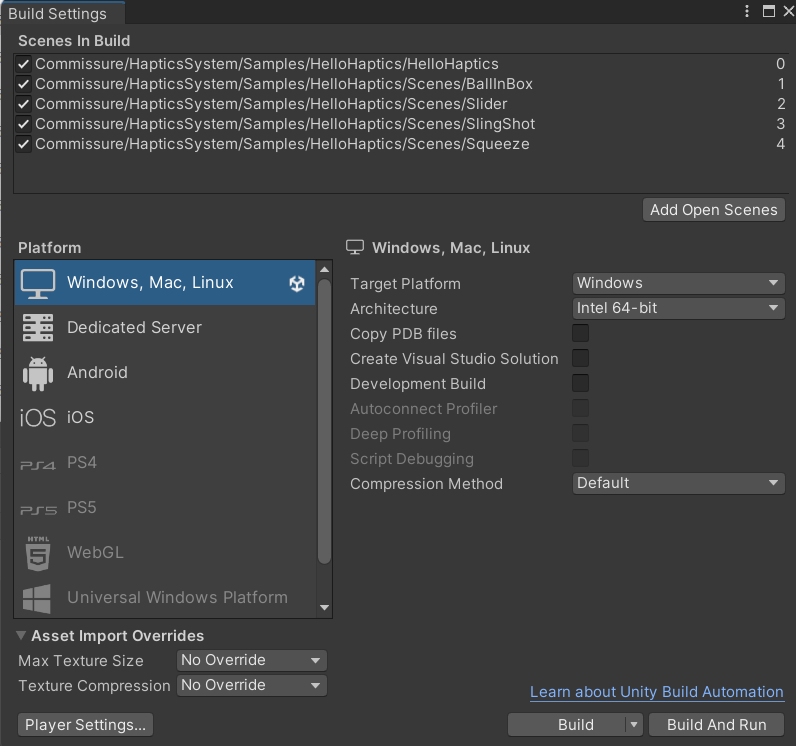 Build Settings
Scenes In Build
Commissure/HapticsSystem/Samples/HelloHaptics/HelloHaptics 0
Commissure/HapticsSystem/Samples/HelloHaptics/Scenes/BallInBox 1
Commissure/HapticsSystem/Samples/HelloHaptics/Scenes/Slider 2
Commissure/HapticsSystem/Samples/HelloHaptics/Scenes/SlingShot 3
Commissure/HapticsSystem/Samples/HelloHaptics/Scenes/Squeeze 4
Add Open Scenes
Platform
Windows, Mac, Linux
Dedicated Server
Android
iOS iOS
PS4 PS4
PS5 PS5
HTML
5 WebGL
Universal Windows Platform
Windows, Mac, Linux
Target Platform Windows
Architecture Intel 64-bit
Copy PDB files
Create Visual Studio Solution
Development Build
Autoconnect Profiler
Deep Profiling
Script Debugging
Compression Method Default
Asset Import Overrides
Max Texture Size No Override
Texture Compression No Override
Learn about Unity Build Automation
Player Settings... Build Build And Run